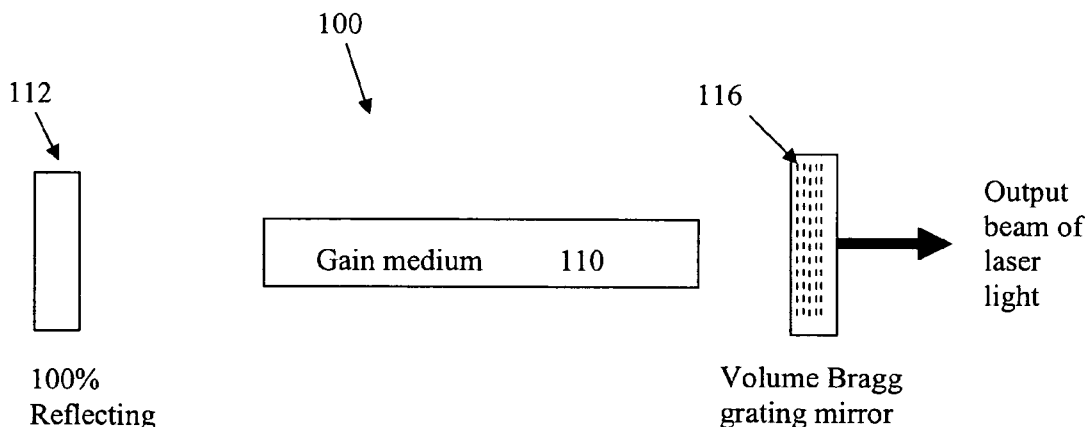 100
112
116
Gain medium 110
Output
beam of
laser
light
100%
Reflecting
Volume Bragg
grating mirror